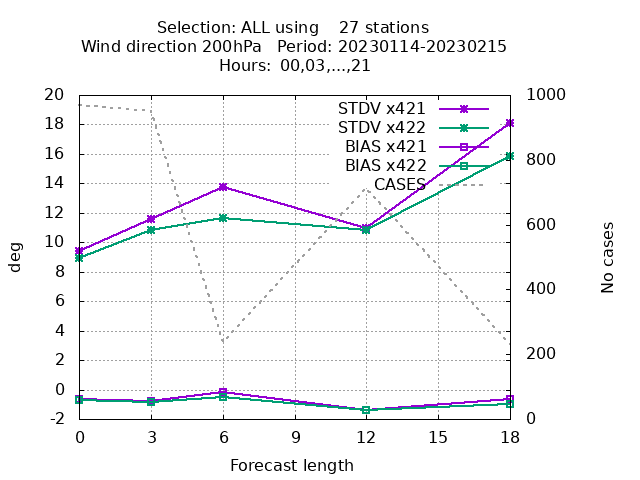 Selection: ALL using    27 stations
Wind direction 200hPa   Period: 20230114-20230215
Hours: 00,03,...,21
20
18
16
14
12
10
8
6
4
2
0
-2
deg
STDV x421
STDV x422
BIAS x421
BIAS x422
CASES
1000
800
600
400
200
0
No cases
0 3 6 9 12 15 18
Forecast length